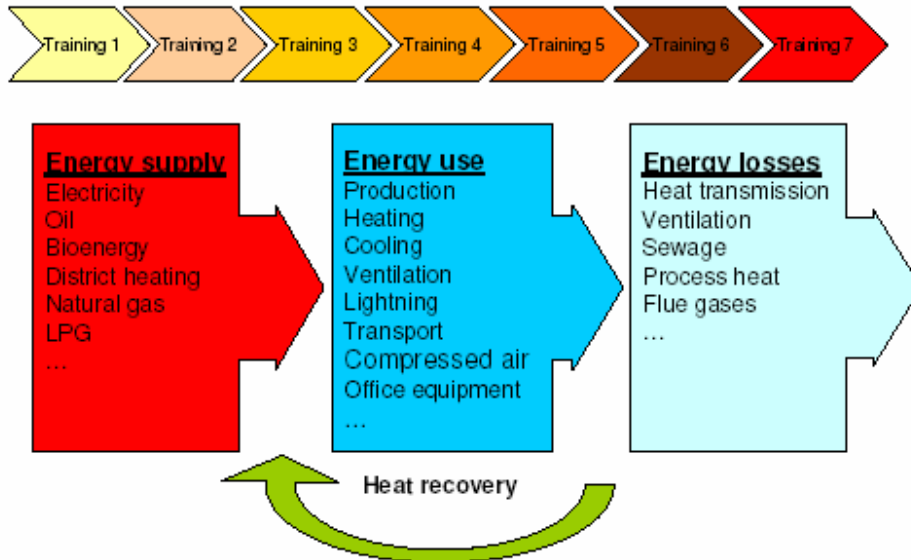 Training 1
Training 2
Training 3
Training 4
Training 5
Training 6
Training 7
Energy supply
Electricity
Oil
Bioenergy
District heating
Natural gas
LPG
...
Energy use
Production
Heating
Cooling
Ventilation
Lightning
Transport
Compressed air
Office equipment
...
Energy losses
Heat transmission
Ventilation
Sewage
Process heat
Flue gases
...
Heat recovery